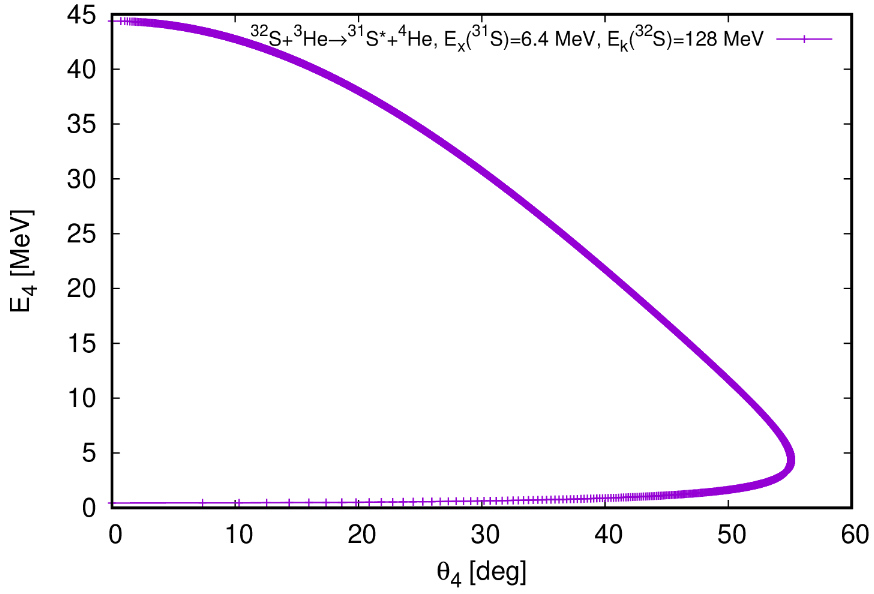 ³²S+³He→³¹S*+⁴He, Eₓ(³¹S)=6.4 MeV, Eₖ(³²S)=128 MeV
45
40
35
30
25
20
15
10
5
0
E₄ [MeV]
0 10 20 30 40 50 60
θ₄ [deg]